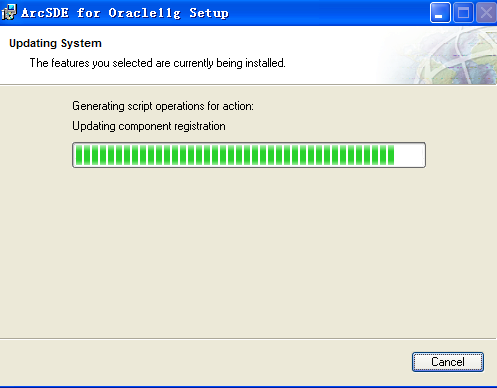 ArcSDE for Oracle11g Setup
Updating System
The features you selected are currently being installed.
Generating script operations for action:
Updating component registration
Cancel